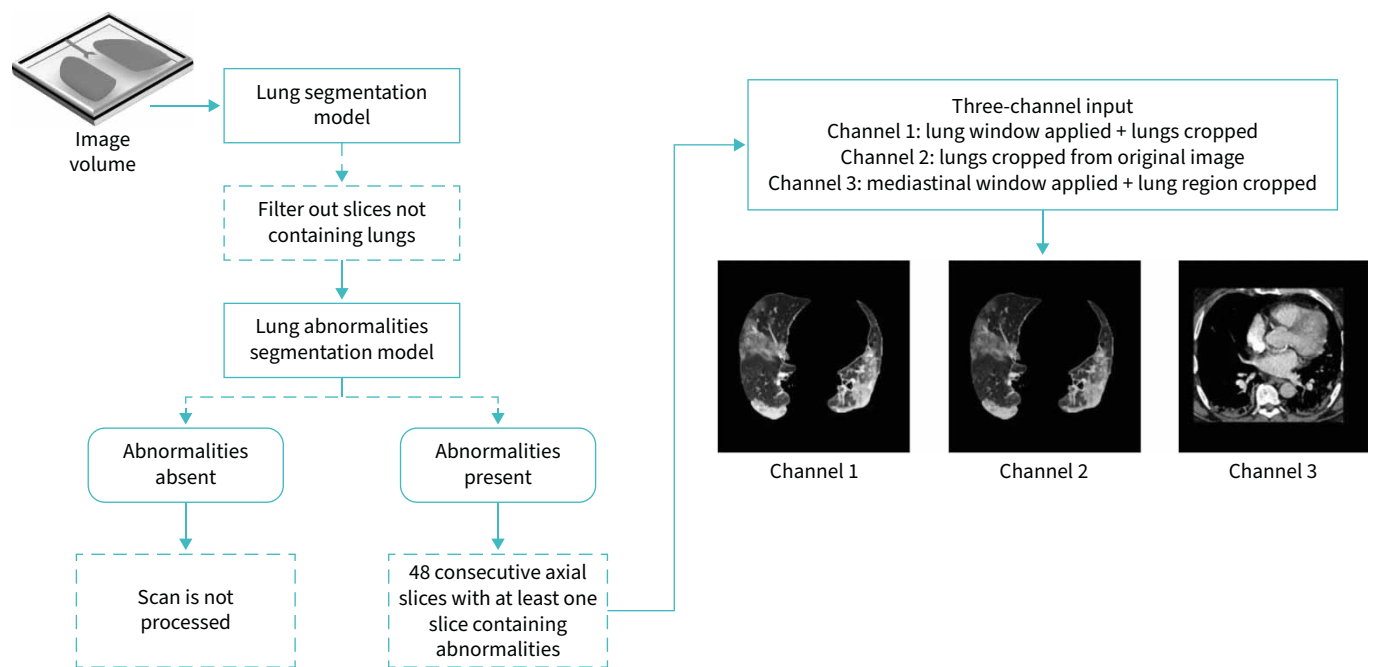 Image
volume
Lung segmentation
model
Filter out slices not
containing lungs
Lung abnormalities
segmentation model
Abnormalities
absent
Abnormalities
present
Scan is not
processed
48 consecutive axial
slices with at least one
slice containing
abnormalities
Three-channel input
Channel 1: lung window applied + lungs cropped
Channel 2: lungs cropped from original image
Channel 3: mediastinal window applied + lung region cropped
Channel 1
Channel 2
Channel 3